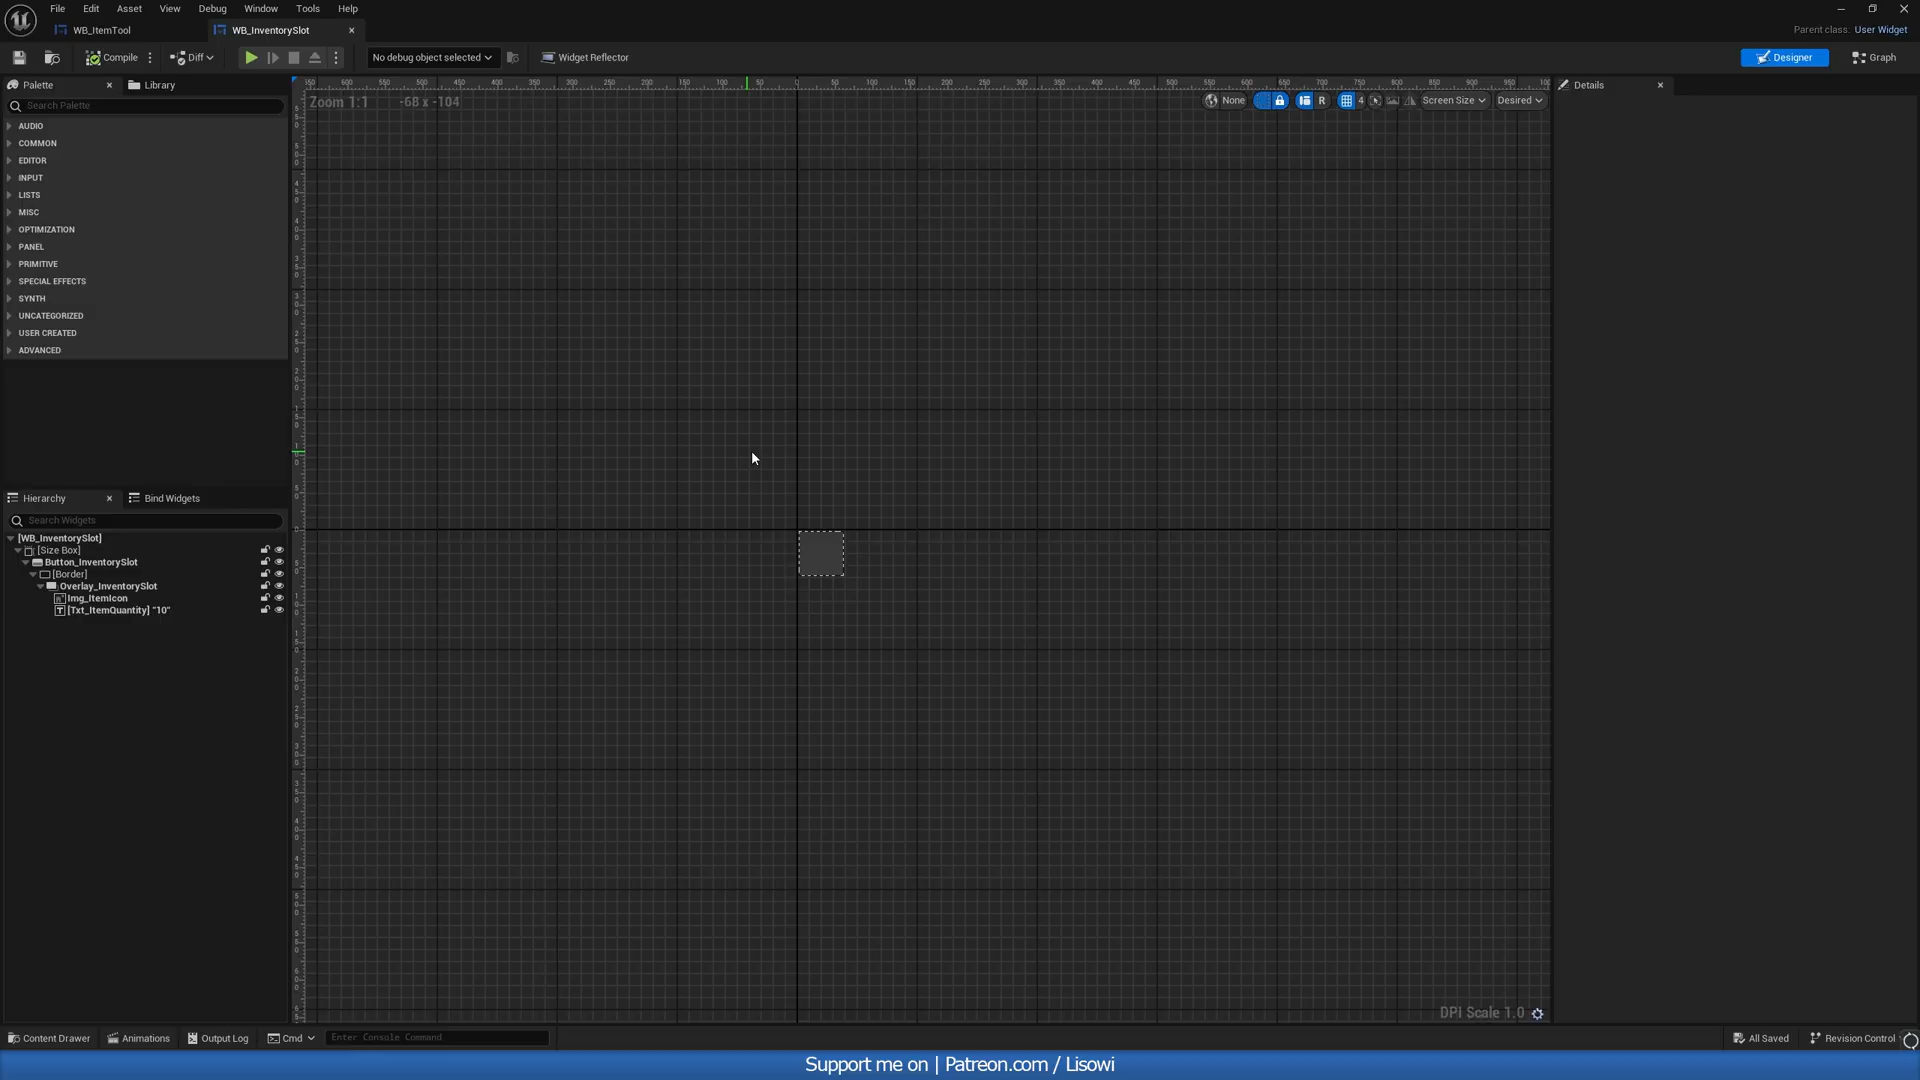 File Edit Asset View Debug Window Tools Help
WB_ItemTool WB_InventorySlot
Parent class: User Widget
Compile Diff No debug object selected Widget Reflector Designer Graph
Palette Library Details
Search Palette
Zoom 1:1 -68 x -104 None R 4 Screen Size Desired
AUDIO
COMMON
EDITOR
INPUT
LISTS
MISC
OPTIMIZATION
PANEL
PRIMITIVE
SPECIAL EFFECTS
SYNTH
UNCATEGORIZED
USER CREATED
ADVANCED
Hierarchy Bind Widgets
Search Widgets
[WB_InventorySlot]
[Size Box]
Button_InventorySlot
[Border]
Overlay_InventorySlot
Img_ItemIcon
[Txt_ItemQuantity] "10"
DPI Scale 1.0
Content Drawer Animations Output Log Cmd Enter Console Command All Saved Revision Control
Support me on | Patreon.com / Lisowi